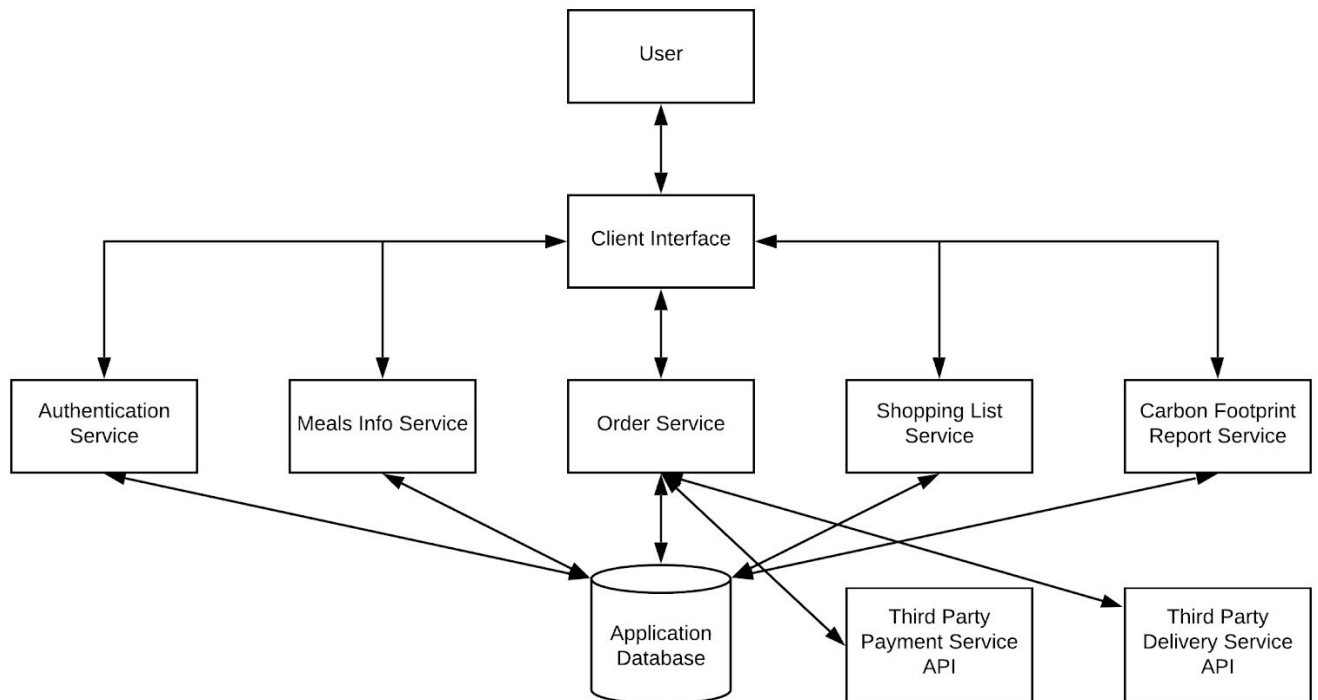 User
Client Interface
Authentication
Service
Meals Info Service
Order Service
Shopping List
Service
Carbon Footprint
Report Service
Application
Database
Third Party
Payment Service
API
Third Party
Delivery Service
API